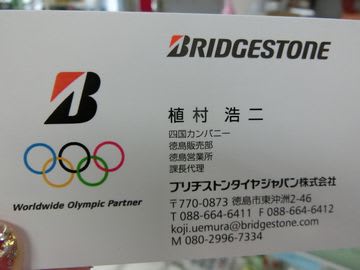 BRIDGESTONE
植村 浩二
四国カンパニー
徳島販売部
徳島営業所
課長代理
ブリヂストンタイヤジャパン株式会社
〒770-0873 徳島市東沖洲2-46
T 088-664-6411 F 088-664-6412
koji.uemura@bridgestone.com
M 080-2996-7334
B
Worldwide Olympic Partner